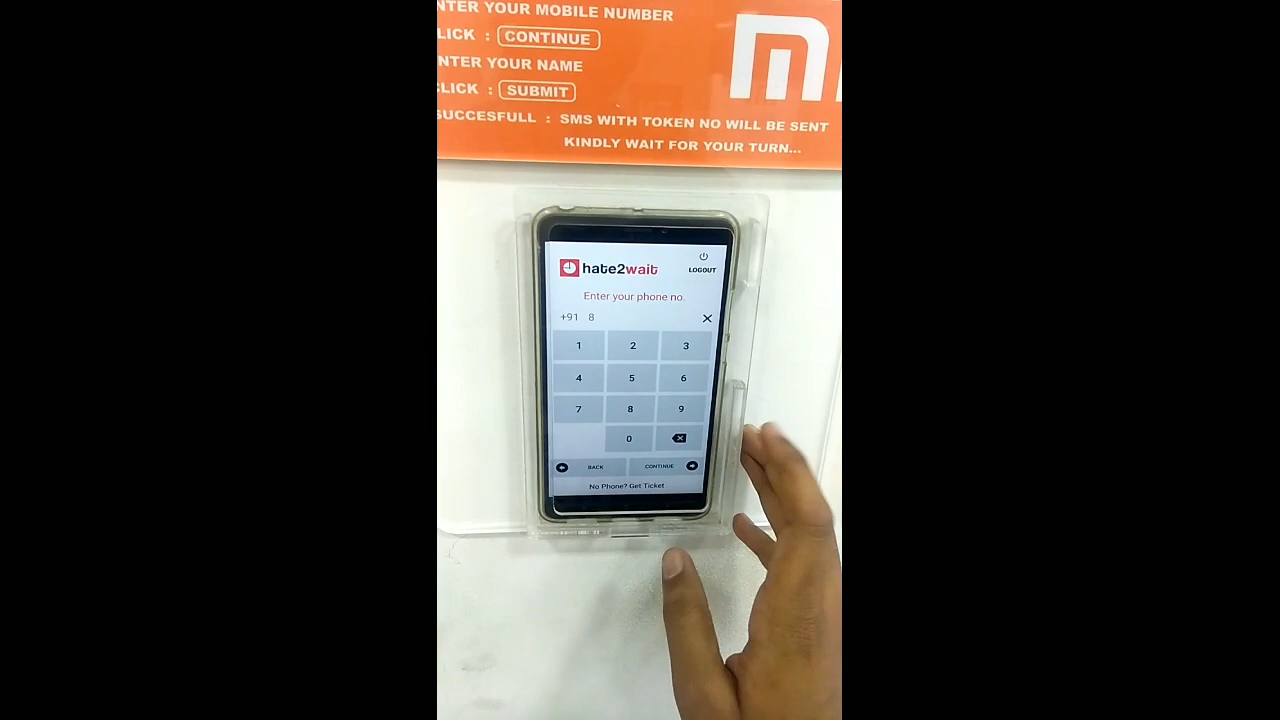 NTER YOUR MOBILE NUMBER
LICK : CONTINUE
NTER YOUR NAME
CLICK : SUBMIT
SUCCESFULL : SMS WITH TOKEN NO WILL BE SENT
KINDLY WAIT FOR YOUR TURN...
hate2wait
LOGOUT
Enter your phone no.
+91 8
1 2 3
4 5 6
7 8 9
0
BACK CONTINUE
No Phone? Get Ticket